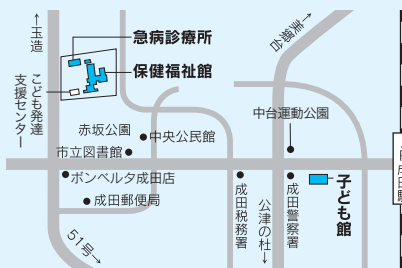 ←玉造
急病診療所
保健福祉館
こども発達
支援センター
←美郷台
中台運動公園
赤坂公園
中央公民館
市立図書館
ボンベルタ成田店
成田郵便局
51号→
成田税務署
公津の杜→
成田警察署
子ども館